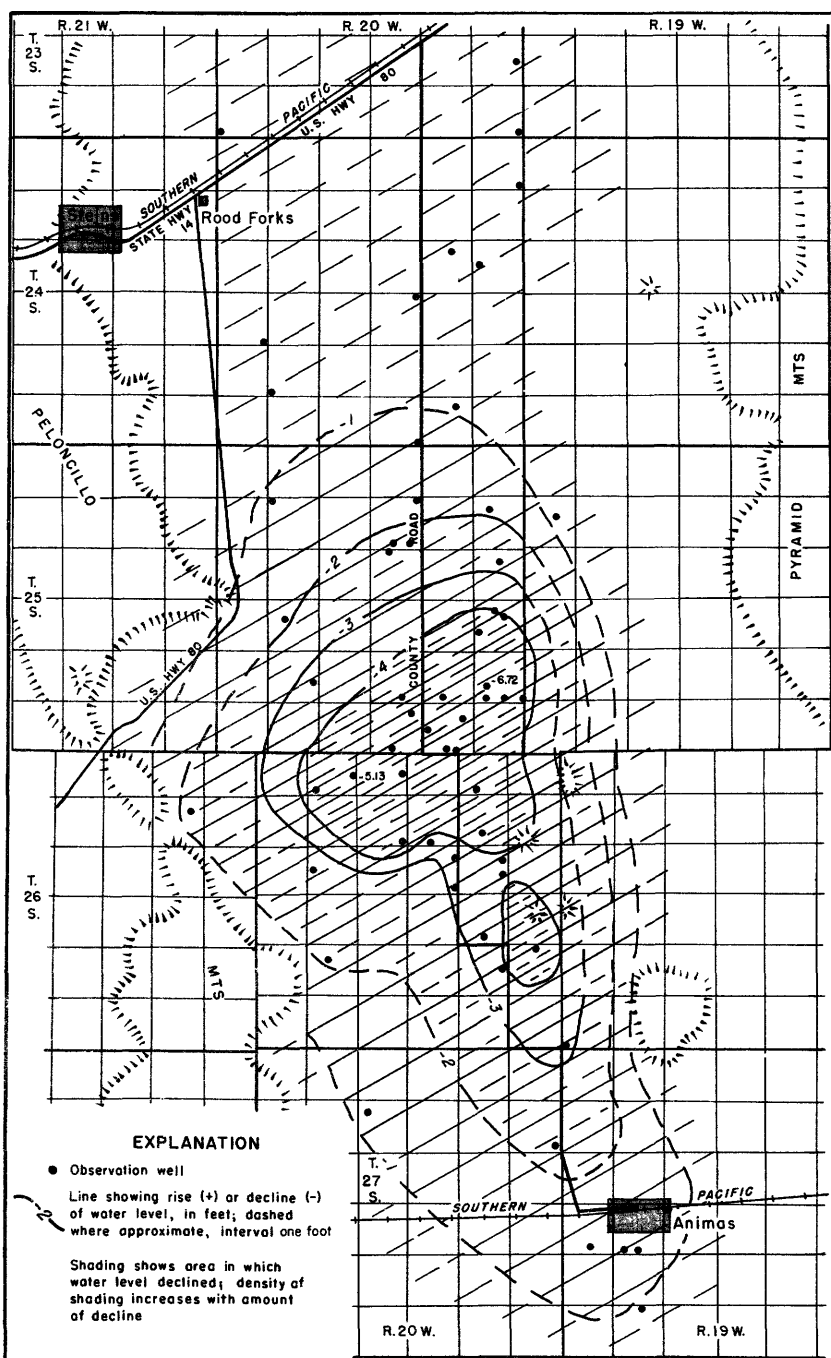 R. 21 W.
R. 20 W.
R. 19 W.
T.
23
S.
SOUTHERN PACIFIC
U.S. HWY 80
Steins
STATE HWY 14
Rood Forks
T.
24
S.
PELONCILLO
MTS
PYRAMID
-1
-2
-3
-4
COUNTY ROAD
T.
25
S.
U.S. HWY 80
-6.72
-5.13
T.
26
S.
MTS
-3
-2
EXPLANATION
Observation well
Line showing rise (+) or decline (-)
of water level, in feet; dashed
where approximate, interval one foot
-2
Shading shows area in which
water level declined; density of
shading increases with amount
of decline
T.
27
S.
SOUTHERN PACIFIC
Animas
R. 20 W.
R. 19 W.